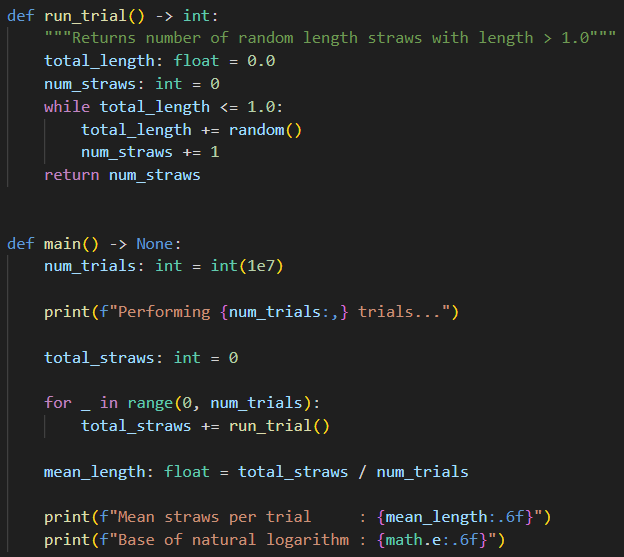 def run_trial() -> int:
    """Returns number of random length straws with length > 1.0"""
    total_length: float = 0.0
    num_straws: int = 0
    while total_length <= 1.0:
        total_length += random()
        num_straws += 1
    return num_straws
def main() -> None:
    num_trials: int = int(1e7)
    print(f"Performing {num_trials:,} trials...")
    total_straws: int = 0
    for _ in range(0, num_trials):
        total_straws += run_trial()
    mean_length: float = total_straws / num_trials
    print(f"Mean straws per trial     : {mean_length:.6f}")
    print(f"Base of natural logarithm : {math.e:.6f}")